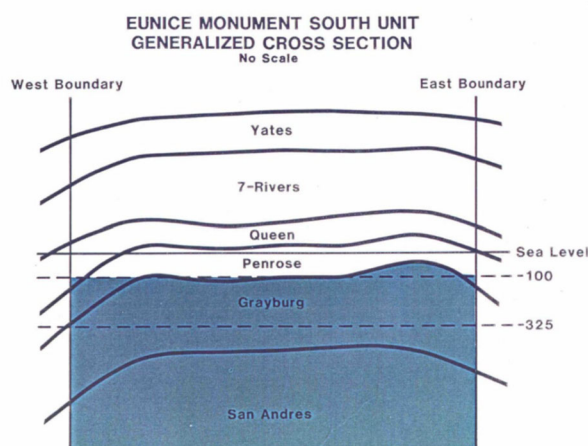 EUNICE MONUMENT SOUTH UNIT
GENERALIZED CROSS SECTION
No Scale
West Boundary
East Boundary
Yates
7-Rivers
Queen
Sea Level
Penrose
-100
Grayburg
-325
San Andres